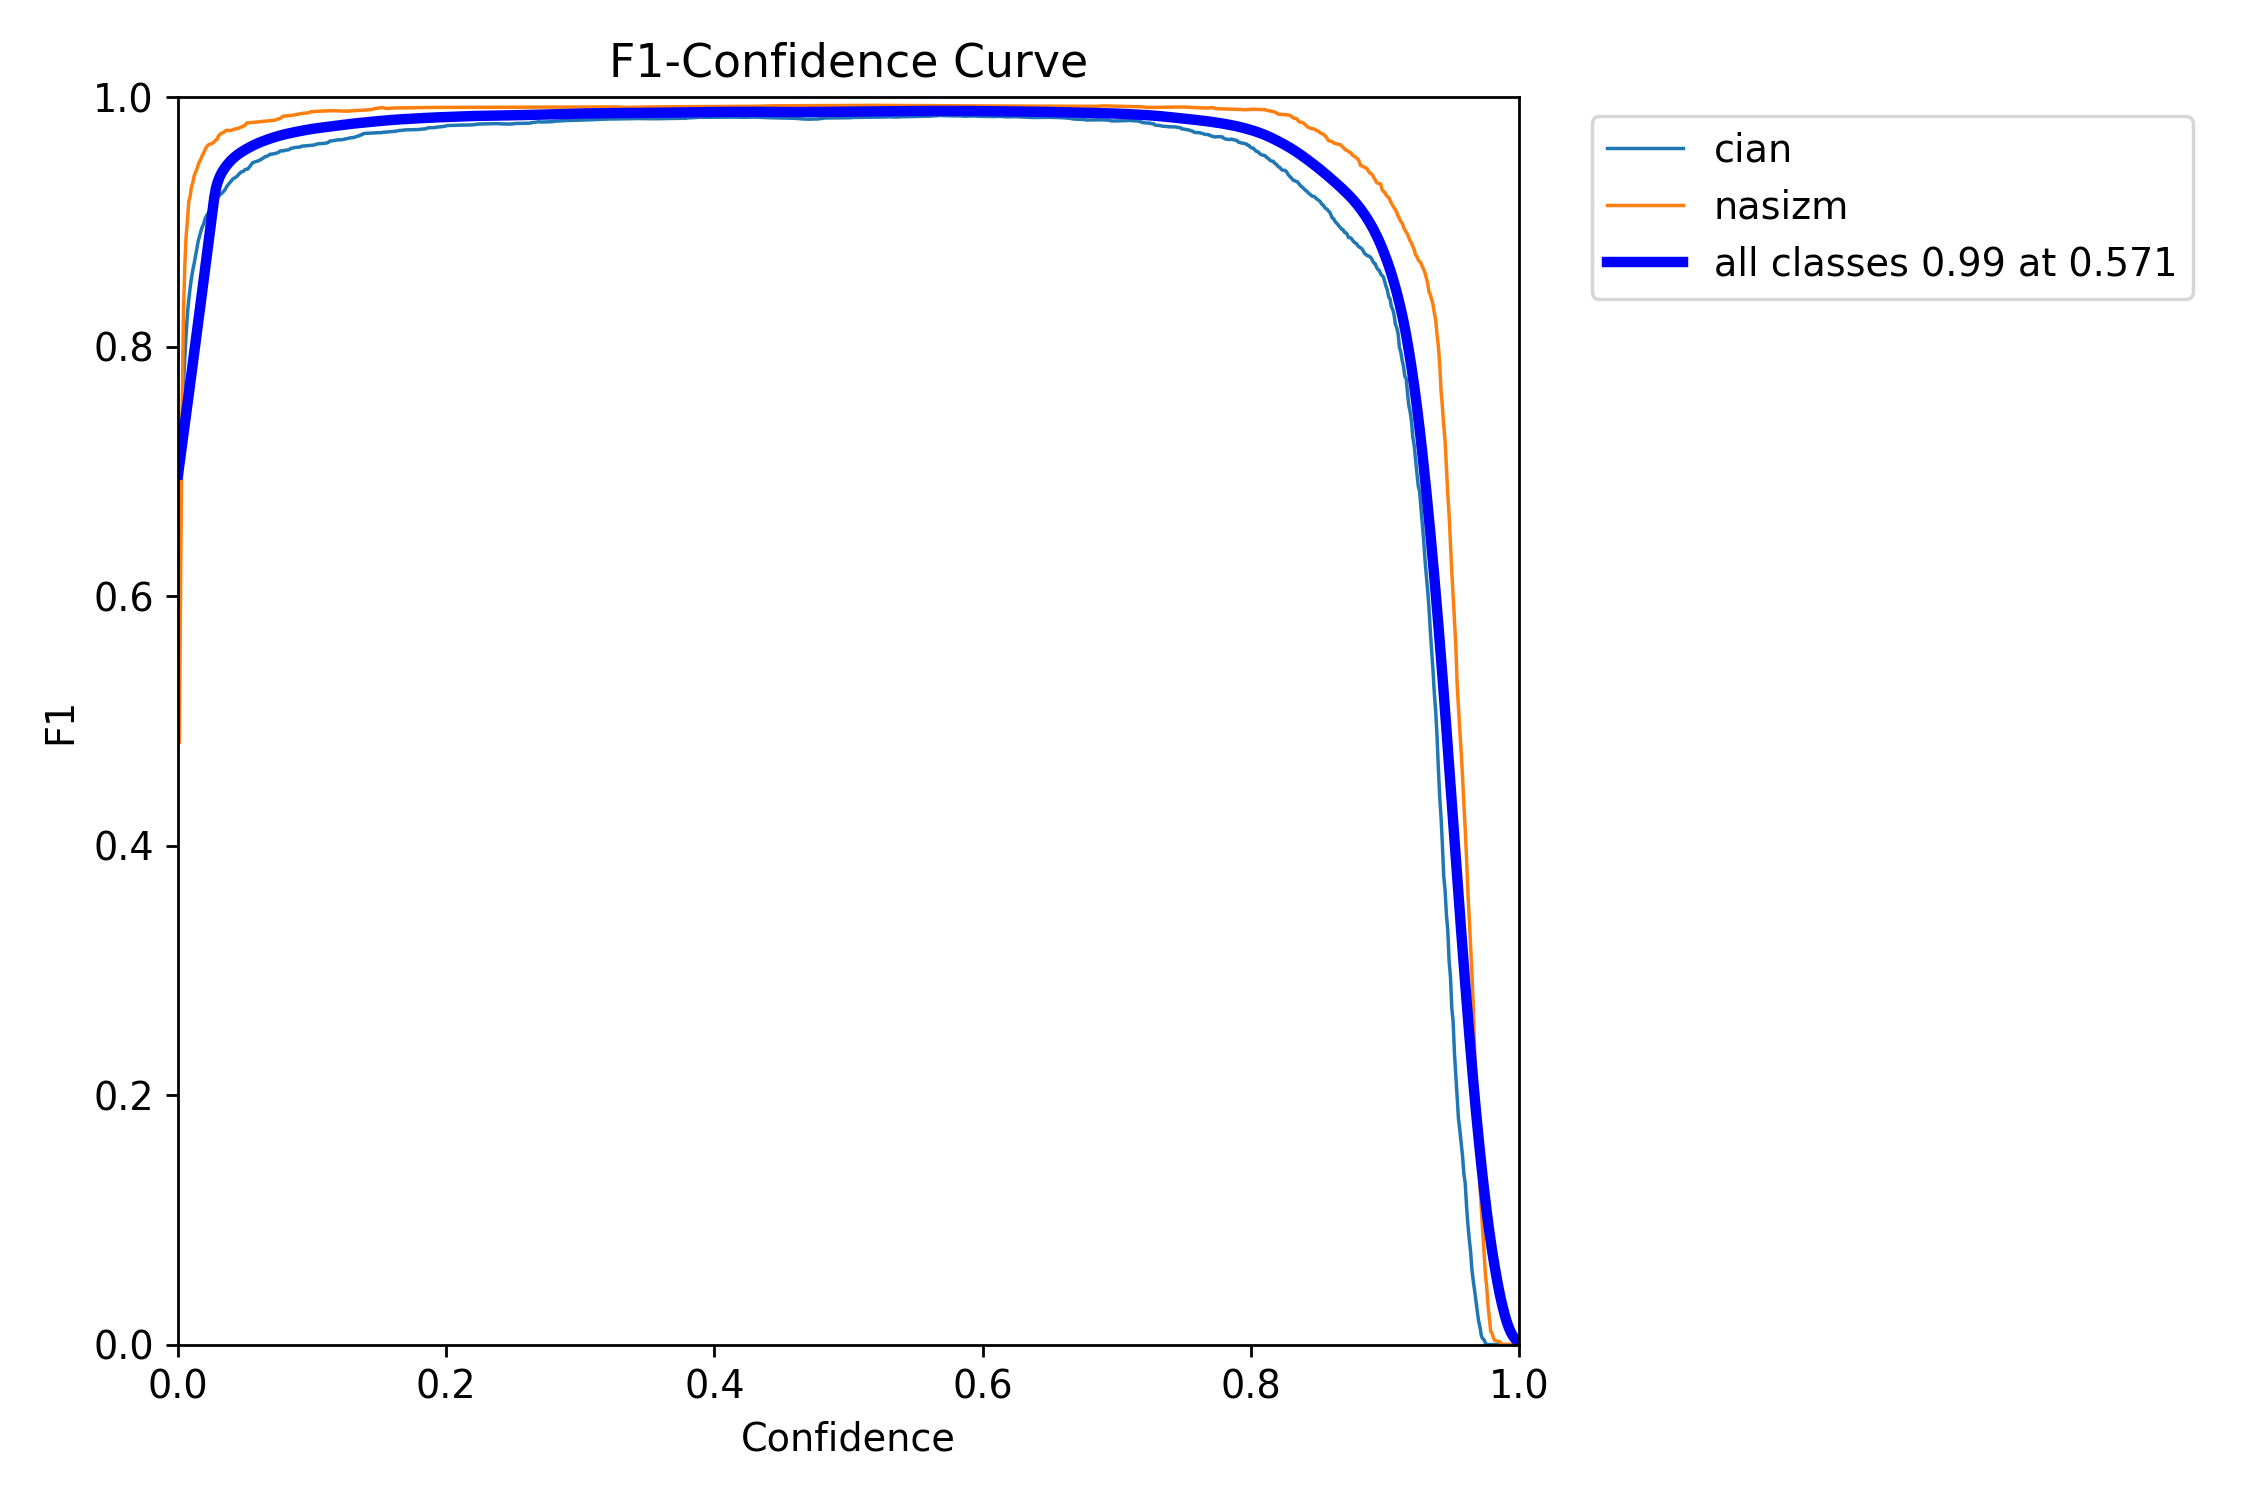 F1-Confidence Curve
cian
nasizm
all classes 0.99 at 0.571
1.0
0.8
0.6
0.4
0.2
0.0
F1
0.0 0.2 0.4 0.6 0.8 1.0
Confidence